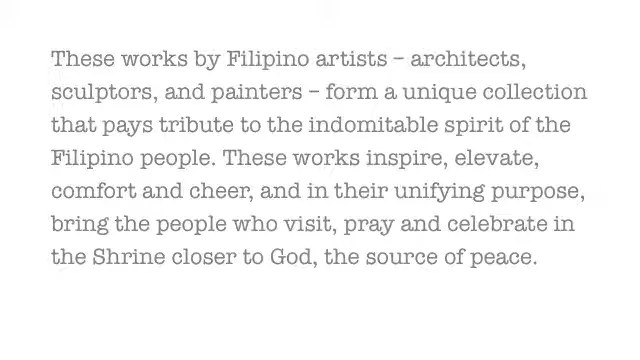 These works by Filipino artists – architects,
sculptors, and painters – form a unique collection
that pays tribute to the indomitable spirit of the
Filipino people. These works inspire, elevate,
comfort and cheer, and in their unifying purpose,
bring the people who visit, pray and celebrate in
the Shrine closer to God, the source of peace.